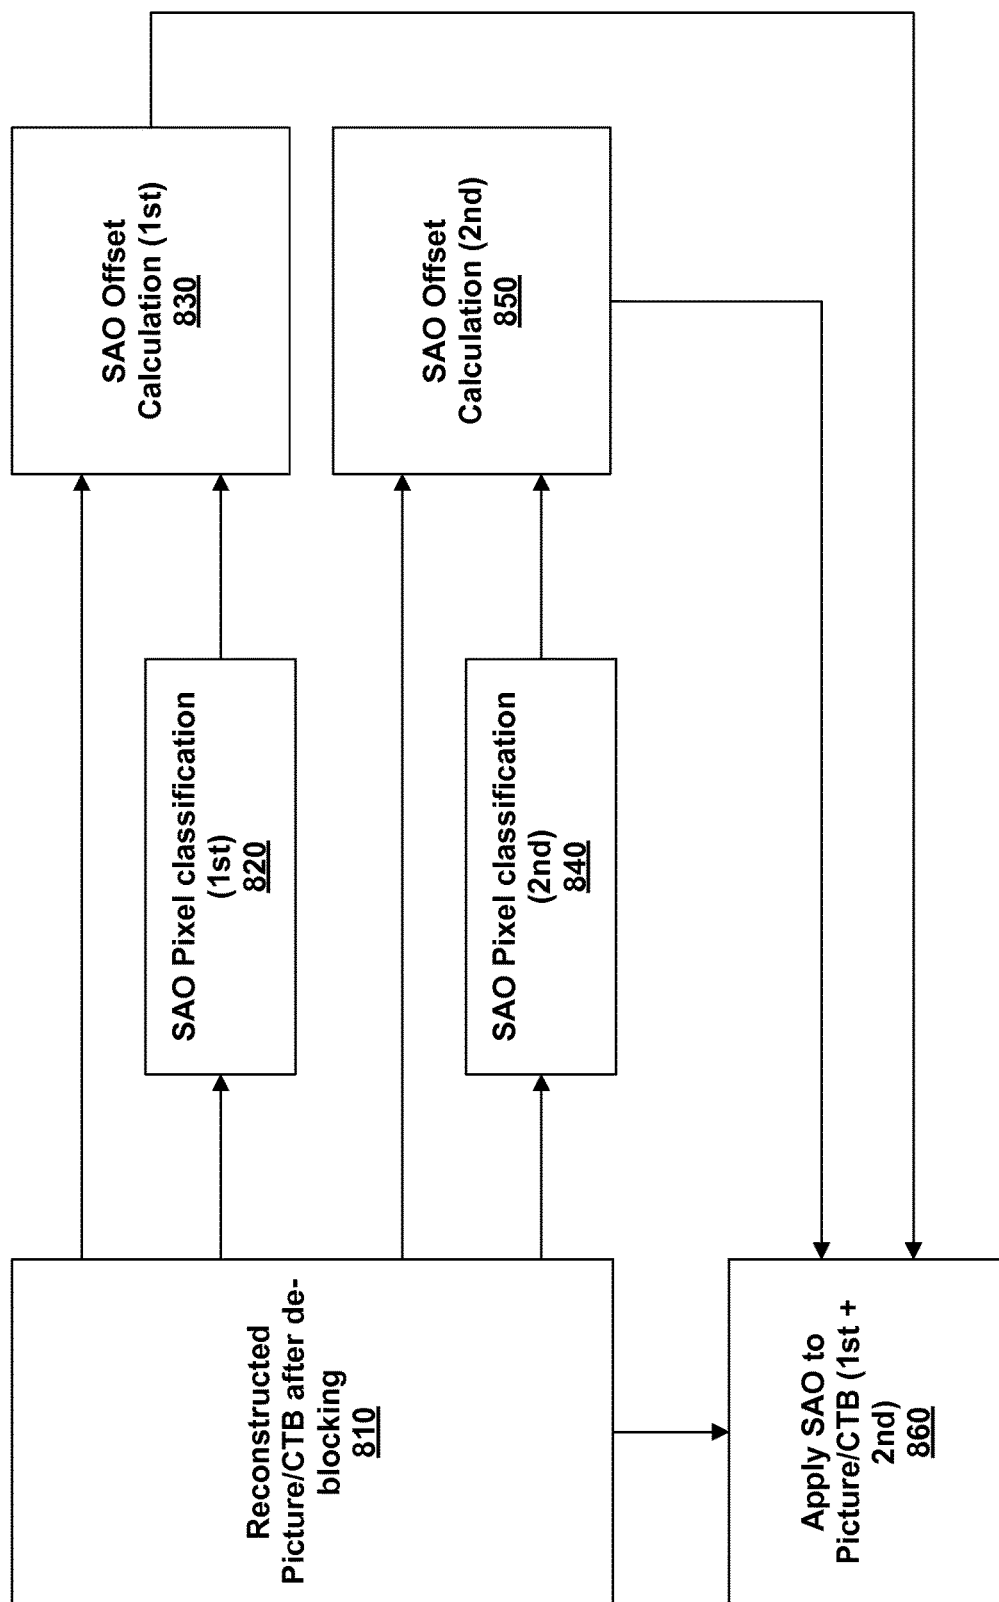 Reconstructed
Picture/CTB after de-
blocking
810
SAO Pixel classification
(1st)
820
SAO Offset
Calculation (1st)
830
SAO Pixel classification
(2nd)
840
SAO Offset
Calculation (2nd)
850
Apply SAO to
Picture/CTB (1st +
2nd)
860